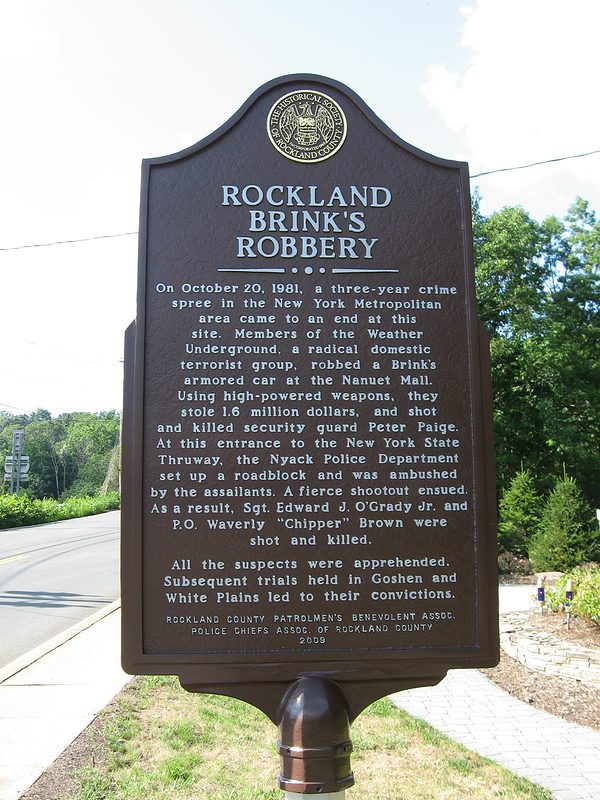 THE HISTORICAL SOCIETY
OF ROCKLAND COUNTY
INCORPORATED
ROCKLAND
BRINK'S
ROBBERY
On October 20, 1981, a three-year crime
spree in the New York Metropolitan
area came to an end at this
site. Members of the Weather
Underground, a radical domestic
terrorist group, robbed a Brink's
armored car at the Nanuet Mall.
Using high-powered weapons, they
stole 1.6 million dollars, and shot
and killed security guard Peter Paige.
At this entrance to the New York State
Thruway, the Nyack Police Department
set up a roadblock and was ambushed
by the assailants. A fierce shootout ensued.
As a result, Sgt. Edward J. O'Grady Jr. and
P.O. Waverly "Chipper" Brown were
shot and killed.
All the suspects were apprehended.
Subsequent trials held in Goshen and
White Plains led to their convictions.
ROCKLAND COUNTY PATROLMEN'S BENEVOLENT ASSOC.
POLICE CHIEFS ASSOC. OF ROCKLAND COUNTY
2009